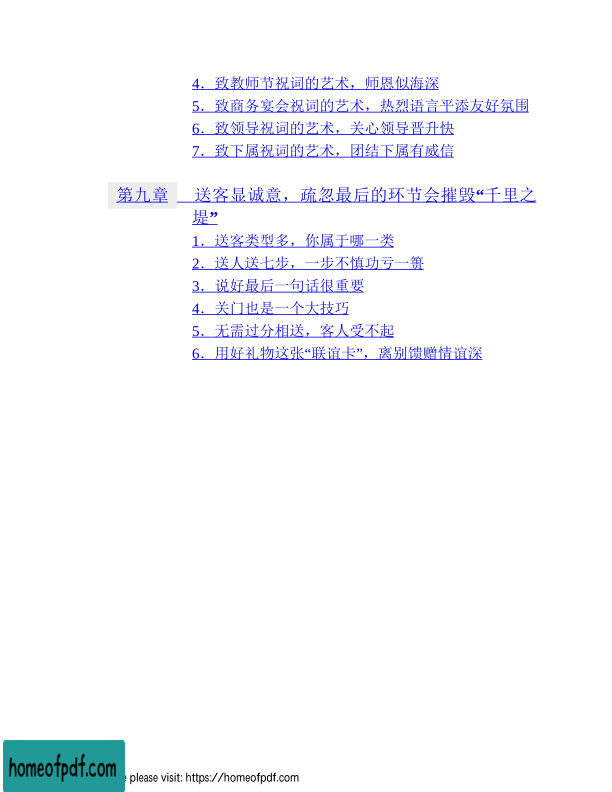 4．致教师节祝词的艺术，师恩似海深
5．致商务宴会祝词的艺术，热烈语言平添友好氛围
6．致领导祝词的艺术，关心领导晋升快
7．致下属祝词的艺术，团结下属有威信
第九章 送客显诚意，疏忽最后的环节会摧毁“千里之
堤”
1．送客类型多，你属于哪一类
2．送人送七步，一步不慎功亏一篑
3．说好最后一句话很重要
4．关门也是一个大技巧
5．无需过分相送，客人受不起
6．用好礼物这张“联谊卡”，离别馈赠情谊深
homeofpdf.com please visit: https://homeofpdf.com